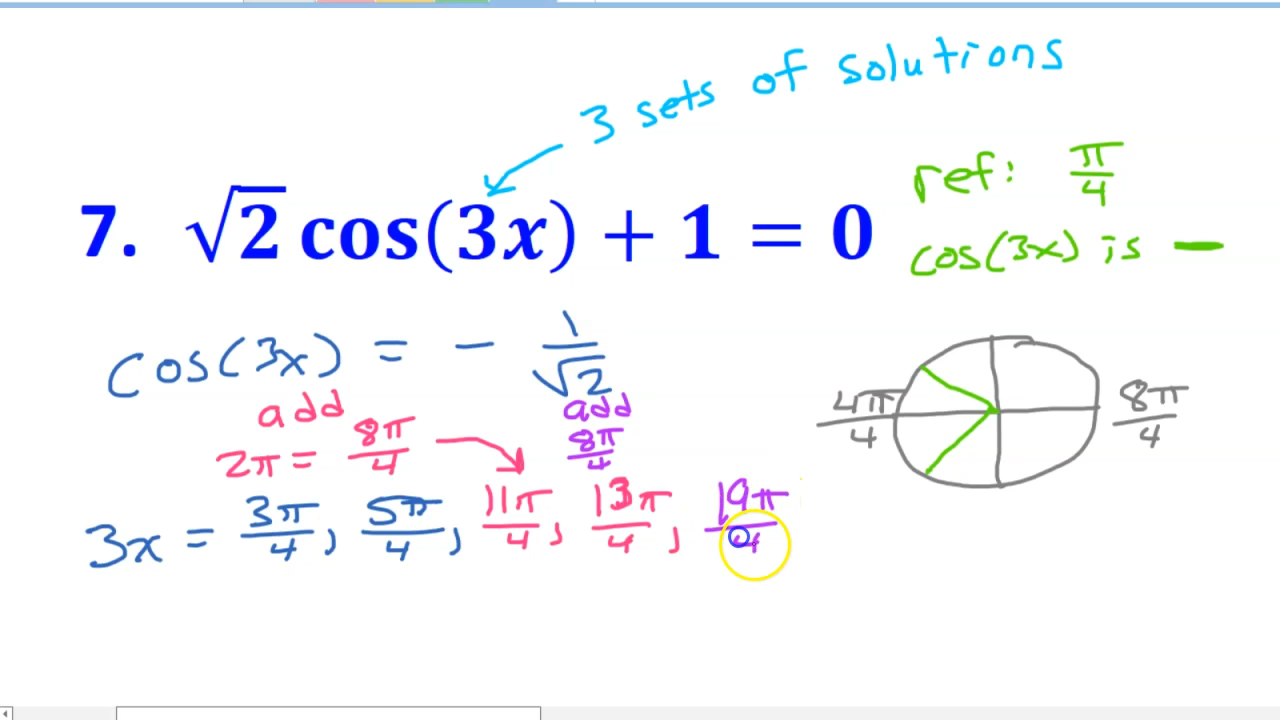 3 sets of solutions
ref: π/4
7. √2 cos(3x) + 1 = 0
cos(3x) is −
cos(3x) = − 1/√2
4π/4
8π/4
add
2π = 8π/4
add
8π/4
3x = 3π/4, 5π/4, 11π/4, 13π/4, 19π/4